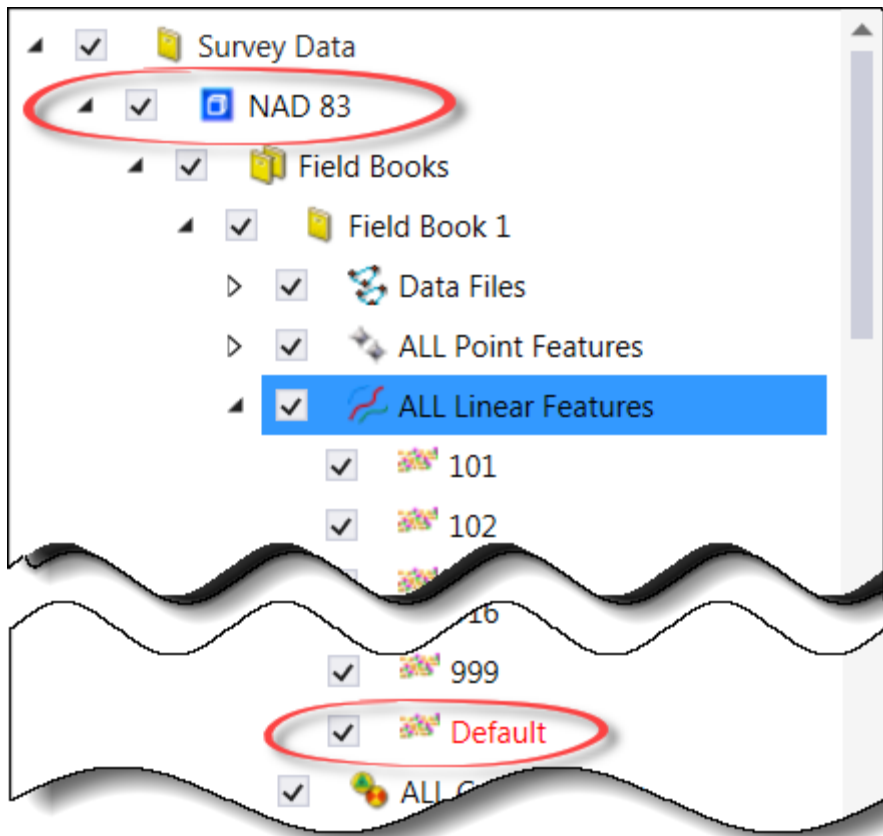 Survey Data
NAD 83
Field Books
Field Book 1
Data Files
ALL Point Features
ALL Linear Features
101
102
999
Default
ALL